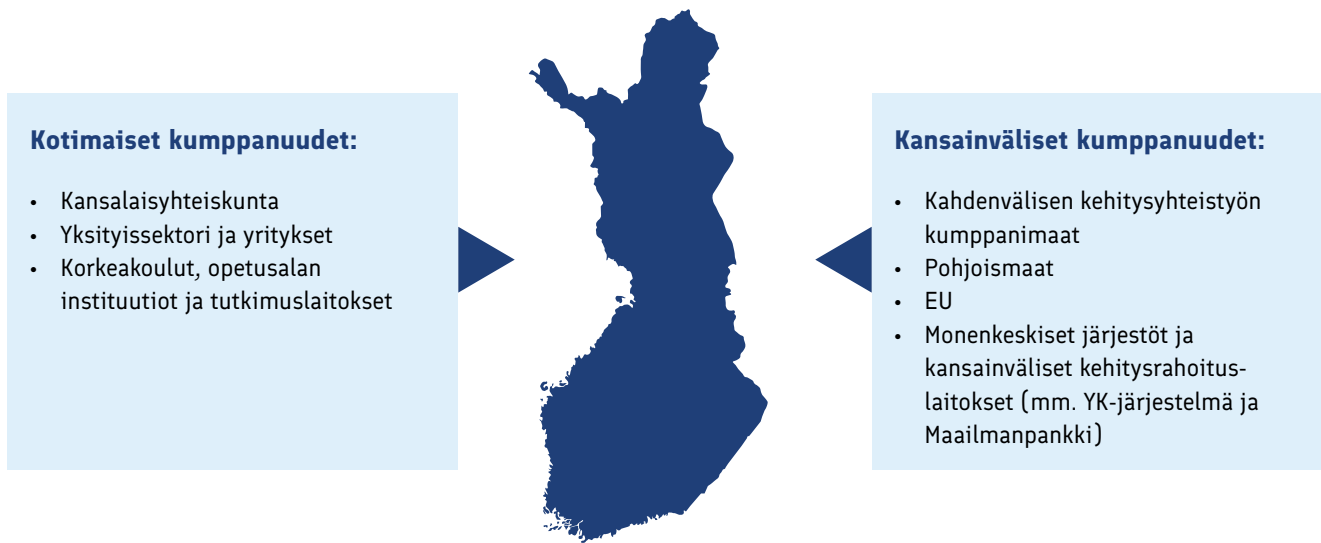 Kotimaiset kumppanuudet:
• Kansalaisyhteiskunta
• Yksityissektori ja yritykset
• Korkeakoulut, opetusalan
instituutiot ja tutkimuslaitokset
Kansainväliset kumppanuudet:
• Kahdenvälisen kehitysyhteistyön
kumppanimaat
• Pohjoismaat
• EU
• Monenkeskiset järjestöt ja
kansainväliset kehitysrahoitus-
laitokset (mm. YK-järjestelmä ja
Maailmanpankki)